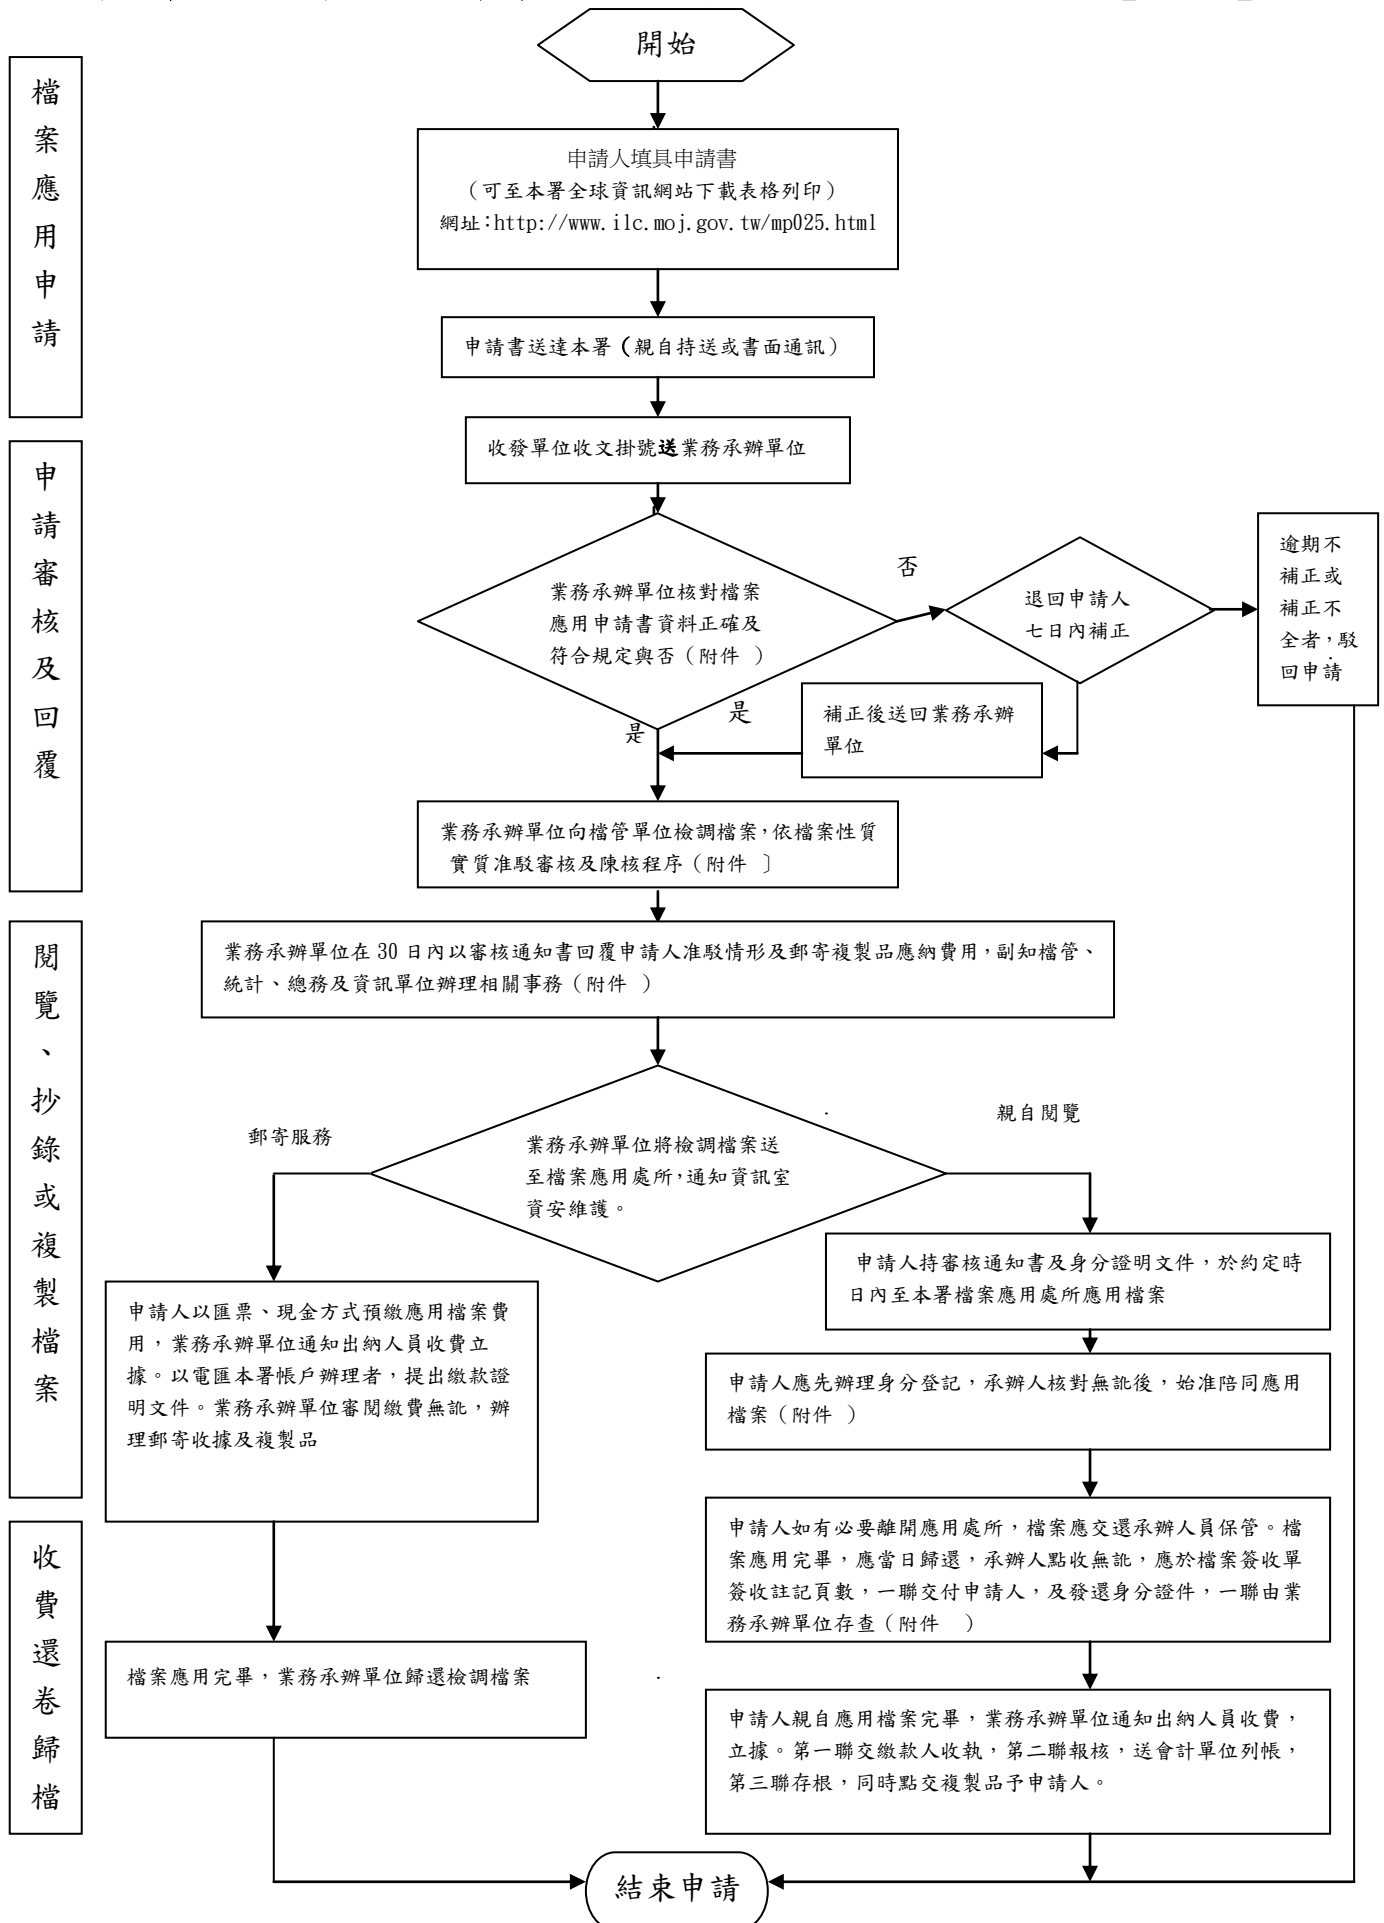 開始
檔案應用申請
申請人填具申請書
（可至本署全球資訊網站下載表格列印）
網址：http://www.ilc.moj.gov.tw/mp025.html
申請書送達本署（親自持送或書面通訊）
收發單位收文掛號送業務承辦單位
申請審核及回覆
業務承辦單位核對檔案
應用申請書資料正確及
符合規定與否（附件 ）
否
退回申請人
七日內補正
逾期不
補正或
補正不
全者，駁
回申請
是
是
補正後送回業務承辦
單位
業務承辦單位向檔管單位檢調檔案，依檔案性質
實質准駁審核及陳核程序（附件 〕
閱覽、抄錄或複製檔案
業務承辦單位在 30 日內以審核通知書回覆申請人准駁情形及郵寄複製品應納費用，副知檔管、
統計、總務及資訊單位辦理相關事務（附件 ）
郵寄服務
親自閱覽
業務承辦單位將檢調檔案送
至檔案應用處所，通知資訊室
資安維護。
申請人以匯票、現金方式預繳應用檔案費
用，業務承辦單位通知出納人員收費立
據。以電匯本署帳戶辦理者，提出繳款證
明文件。業務承辦單位審閱繳費無訛，辦
理郵寄收據及複製品
申請人持審核通知書及身分證明文件，於約定時
日內至本署檔案應用處所應用檔案
申請人應先辦理身分登記，承辦人核對無訛後，始准陪同應用
檔案（附件 ）
申請人如有必要離開應用處所，檔案應交還承辦人員保管。檔
案應用完畢，應當日歸還，承辦人點收無訛，應於檔案簽收單
簽收註記頁數，一聯交付申請人，及發還身分證件，一聯由業
務承辦單位存查（附件 ）
收費還卷歸檔
檔案應用完畢，業務承辦單位歸還檢調檔案
申請人親自應用檔案完畢，業務承辦單位通知出納人員收費，
立據。第一聯交繳款人收執，第二聯報核，送會計單位列帳，
第三聯存根，同時點交複製品予申請人。
結束申請